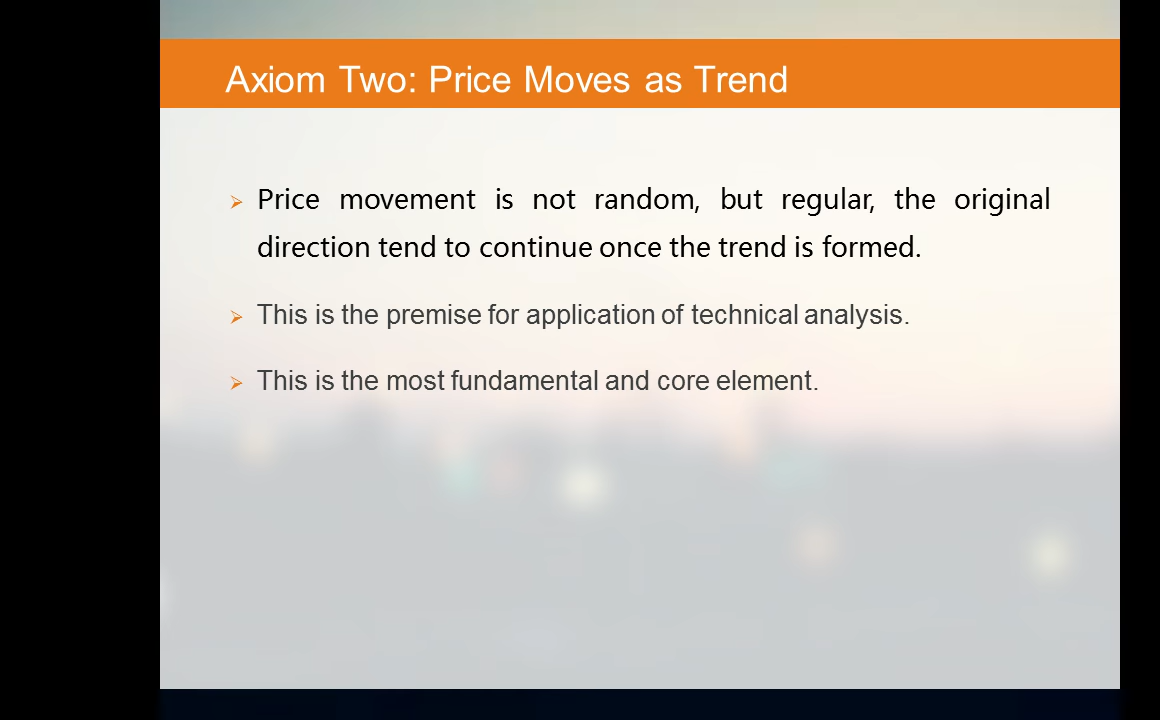 Axiom Two: Price Moves as Trend
Price movement is not random, but regular, the original
direction tend to continue once the trend is formed.
This is the premise for application of technical analysis.
This is the most fundamental and core element.